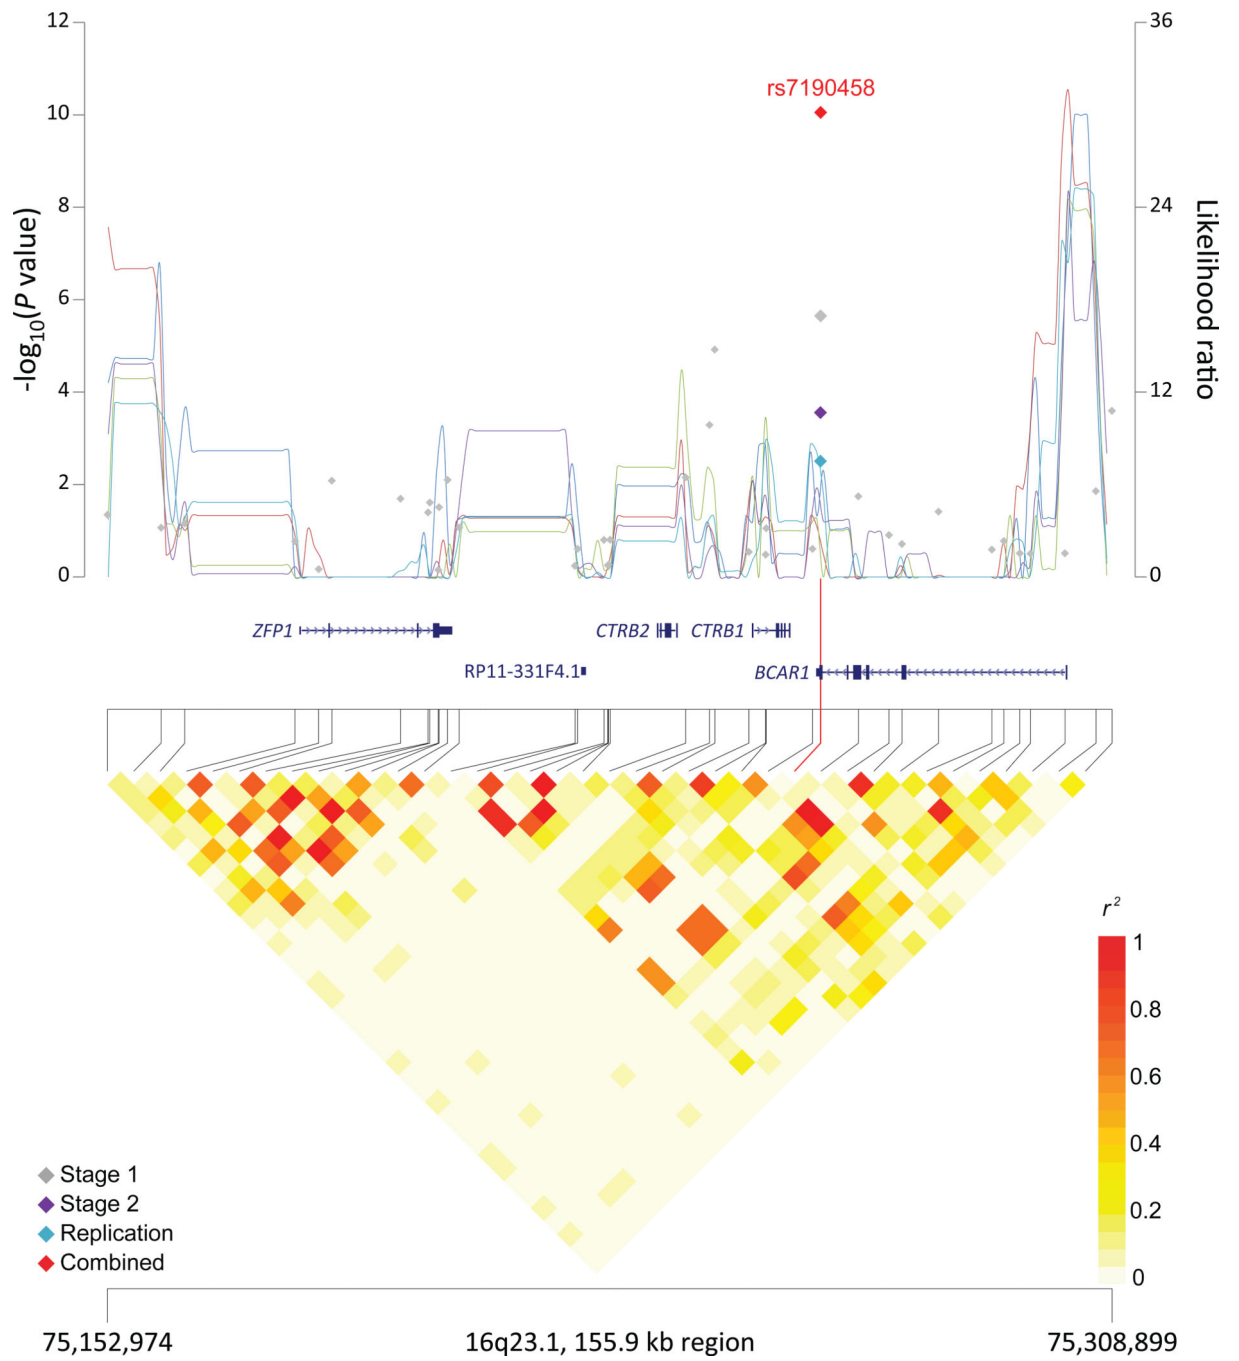 12
10
8
6
4
2
0
-log10(P value)
36
24
12
0
Likelihood ratio
rs7190458
ZFP1
CTRB2
CTRB1
RP11-331F4.1
BCAR1
r²
1
0.8
0.6
0.4
0.2
0
Stage 1
Stage 2
Replication
Combined
75,152,974
16q23.1, 155.9 kb region
75,308,899